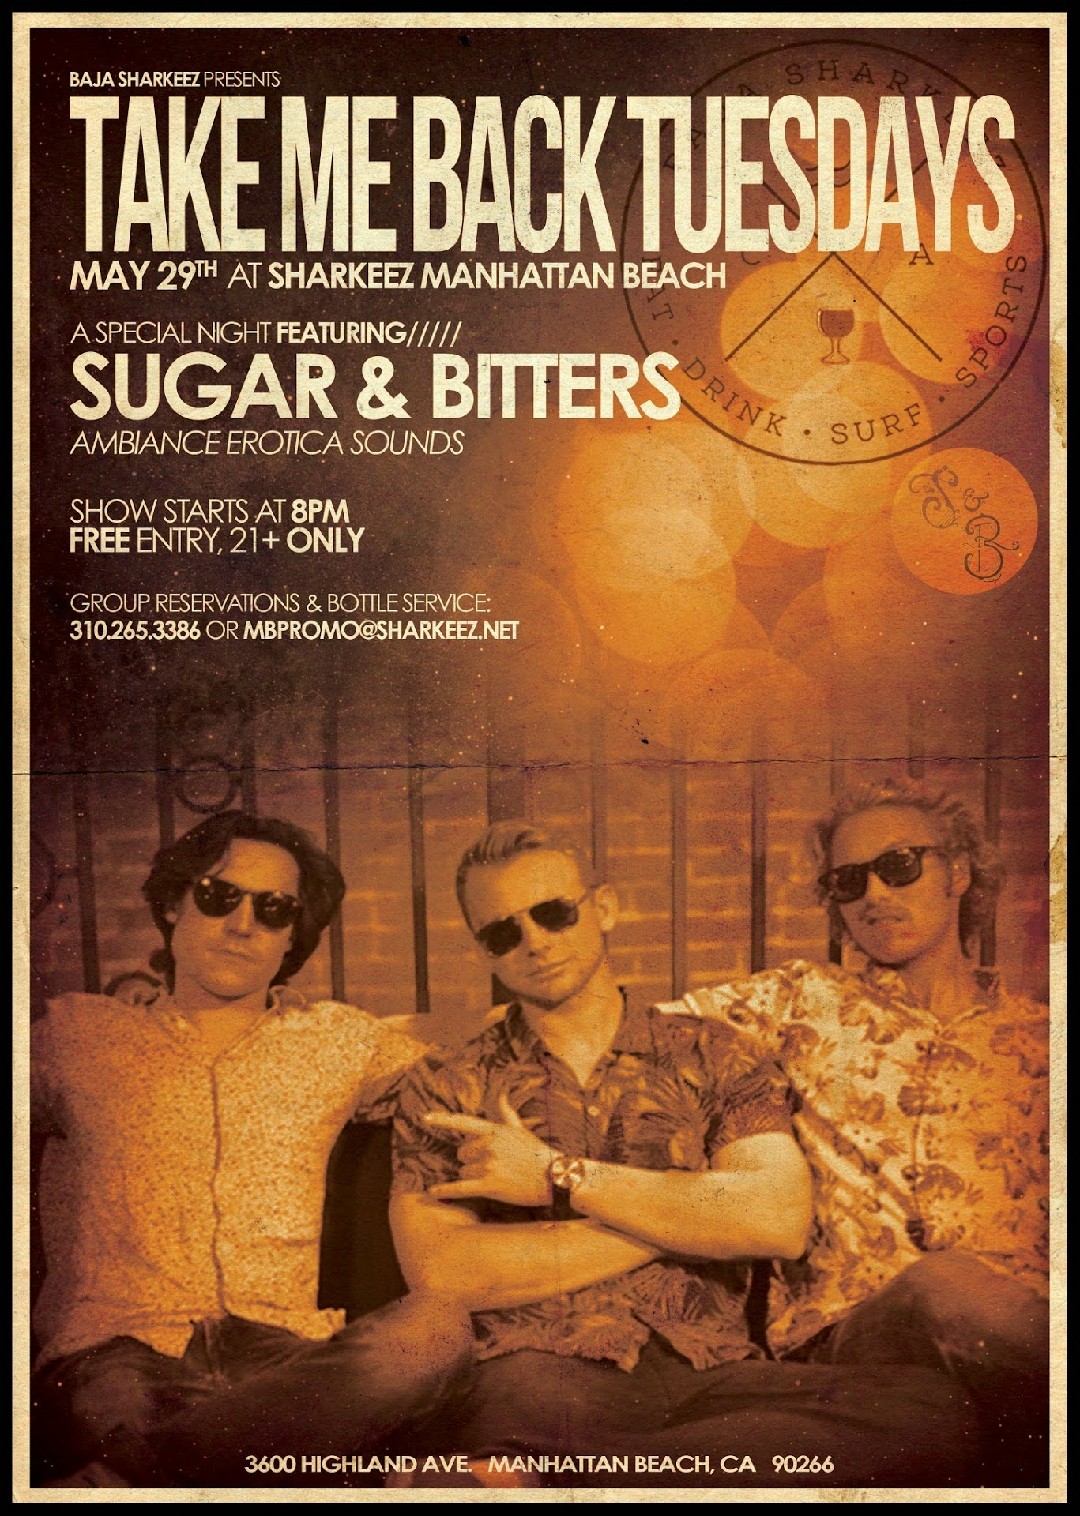 BAJA SHARKEEZ PRESENTS
TAKE ME BACK TUESDAYS
MAY 29TH AT SHARKEEZ MANHATTAN BEACH
A SPECIAL NIGHT FEATURING/////
SUGAR & BITTERS
AMBIANCE EROTICA SOUNDS
SHOW STARTS AT 8PM
FREE ENTRY, 21+ ONLY
GROUP RESERVATIONS & BOTTLE SERVICE:
310.265.3386 OR MBPROMO@SHARKEEZ.NET
C A
DRINK · SURF · SPORTS
S & B
3600 HIGHLAND AVE. MANHATTAN BEACH, CA 90266